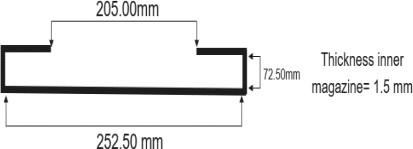 205.00mm
72.50mm
Thickness inner
magazine= 1.5 mm
252.50 mm